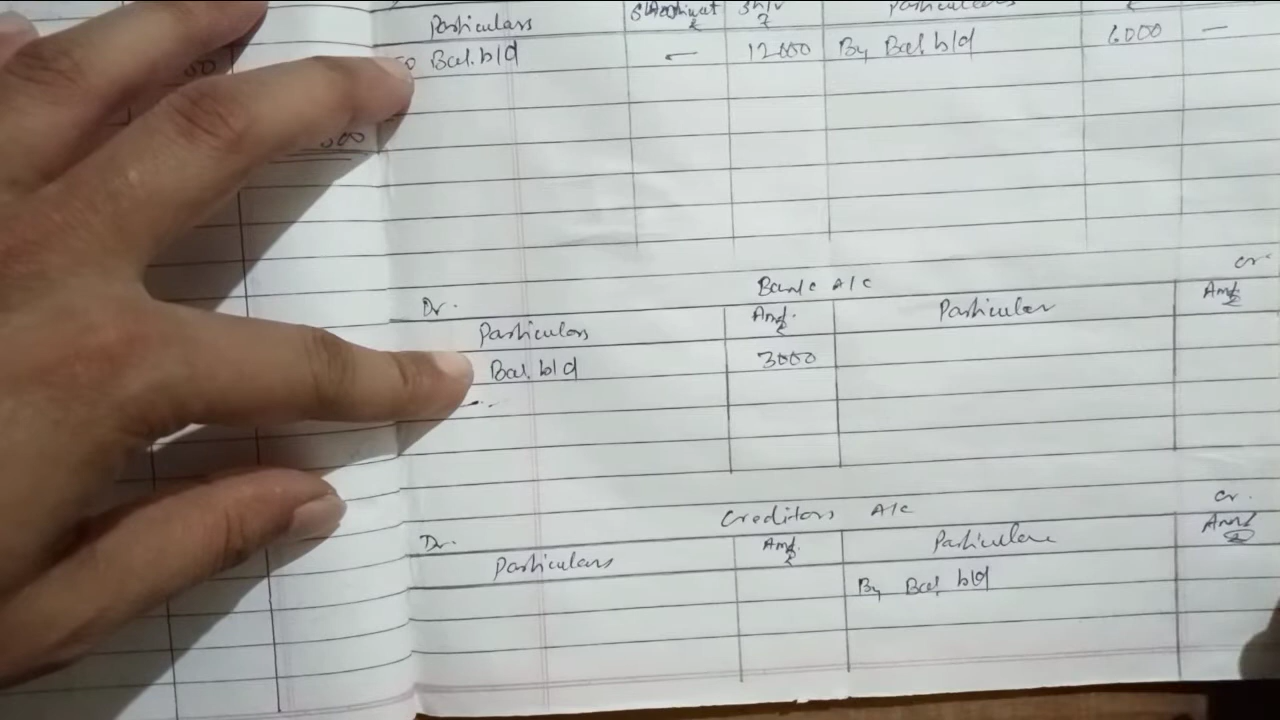 Particulars Particulars
Bal. b/d — 12000 By Bal. b/d 6000 —
Bank A/c
Dr. Cr.
Particulars Amt. ₹ Particular Amt ₹
Bal. b/d 3000
Creditors A/c
Dr. Cr.
Particulars Amt. ₹ Particular Amt ₹
By Bal. b/d